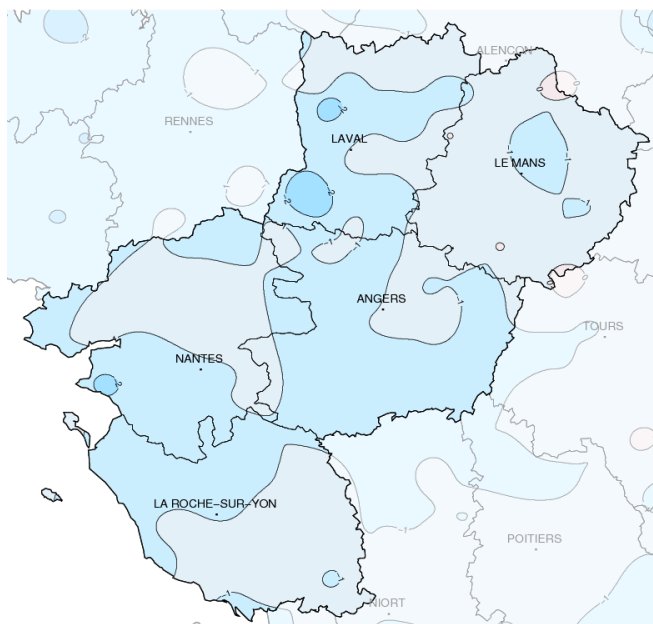 ALENCON
RENNES
LAVAL
LE MANS
ANGERS
TOURS
NANTES
LA ROCHE-SUR-YON
POITIERS
NIORT